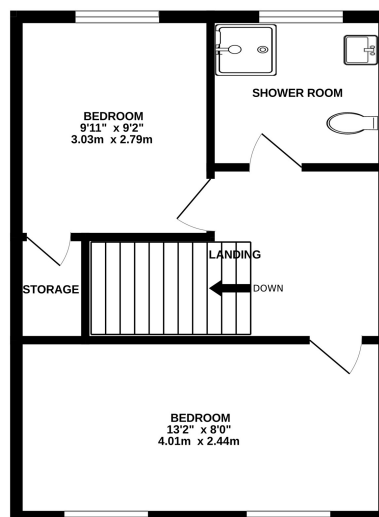 SHOWER ROOM
BEDROOM
9'11" x 9'2"
3.03m x 2.79m
LANDING
STORAGE
DOWN
BEDROOM
13'2" x 8'0"
4.01m x 2.44m